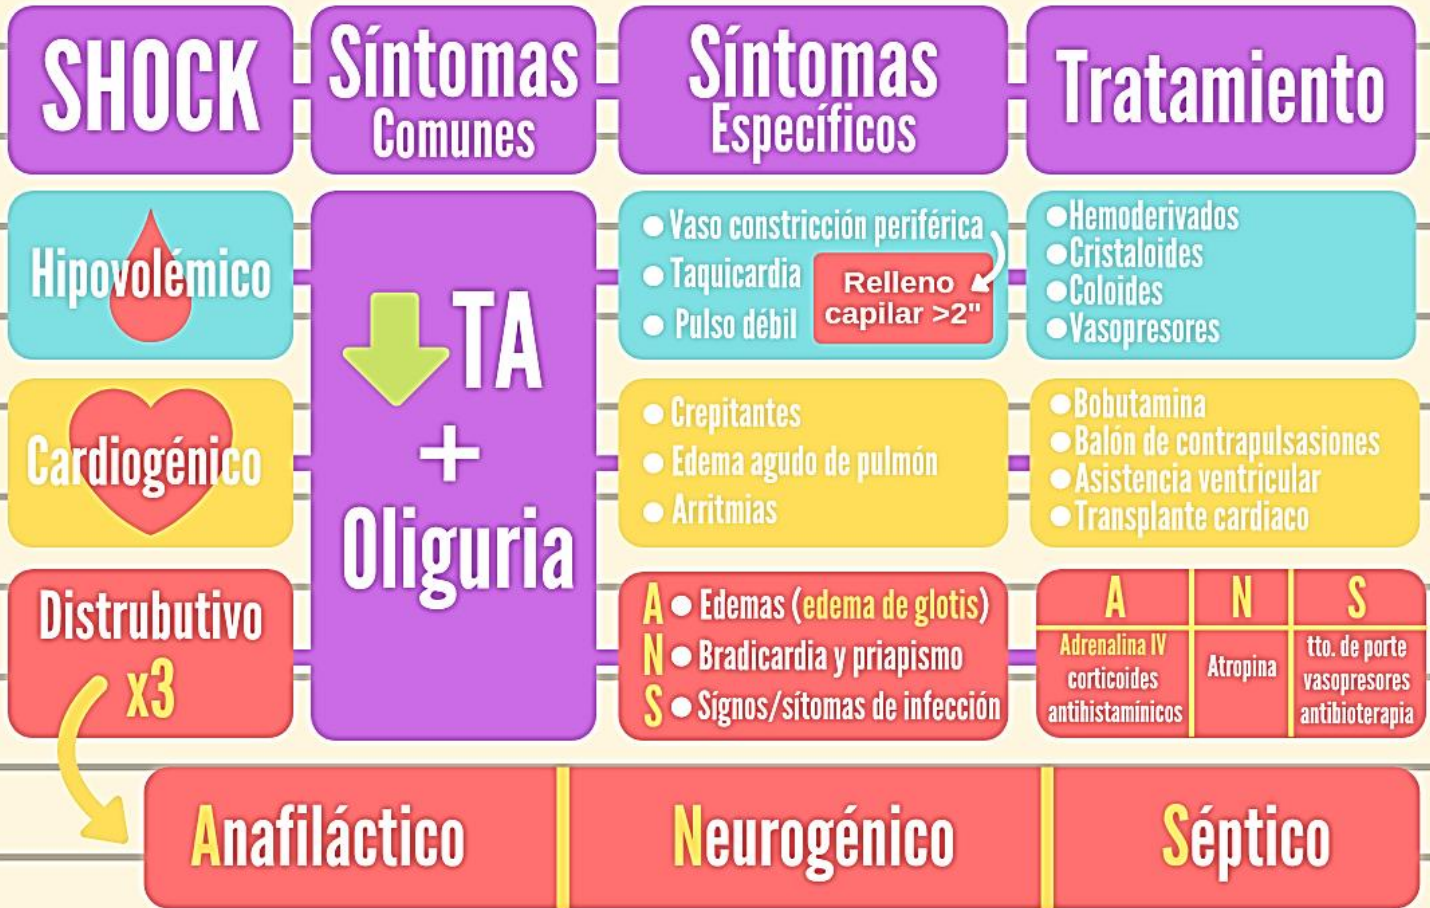 SHOCK
Síntomas
Comunes
Síntomas
Específicos
Tratamiento
Hipovolémico
TA
+
Oliguria
Vaso constricción periférica
Taquicardia
Pulso débil
Relleno
capilar >2"
Hemoderivados
Cristaloides
Coloides
Vasopresores
Cardiogénico
Crepitantes
Edema agudo de pulmón
Arritmias
Bobutamina
Balón de contrapulsasiones
Asistencia ventricular
Transplante cardiaco
Distrubutivo
x3
A Edemas (edema de glotis)
N Bradicardia y priapismo
S Sígnos/sítomas de infección
A
Adrenalina IV
corticoides
antihistamínicos
N
Atropina
S
tto. de porte
vasopresores
antibioterapia
Anafiláctico
Neurogénico
Séptico